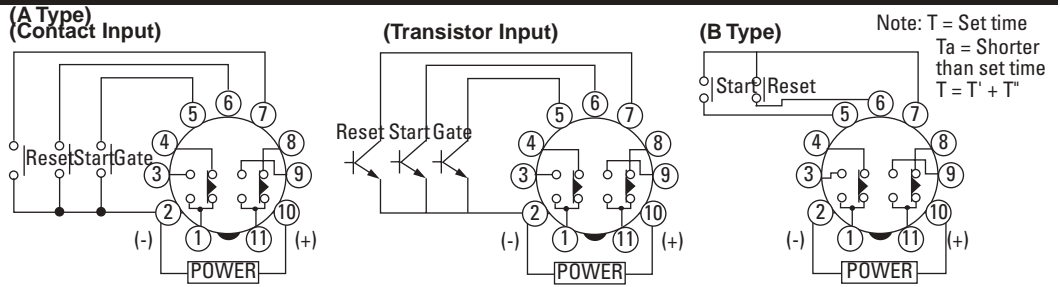 (A Type)
(Contact Input)
(Transistor Input)
(B Type)
Note: T = Set time
Ta = Shorter
than set time
T = T' + T"
Reset Start Gate
5 6 7
4 8
3 9
2 10
1 11
(-) (+)
POWER
Reset Start Gate
5 6 7
4 8
3 9
2 10
1 11
(-) (+)
POWER
Start Reset
5 6 7
4 8
3 9
2 10
1 11
(-) (+)
POWER